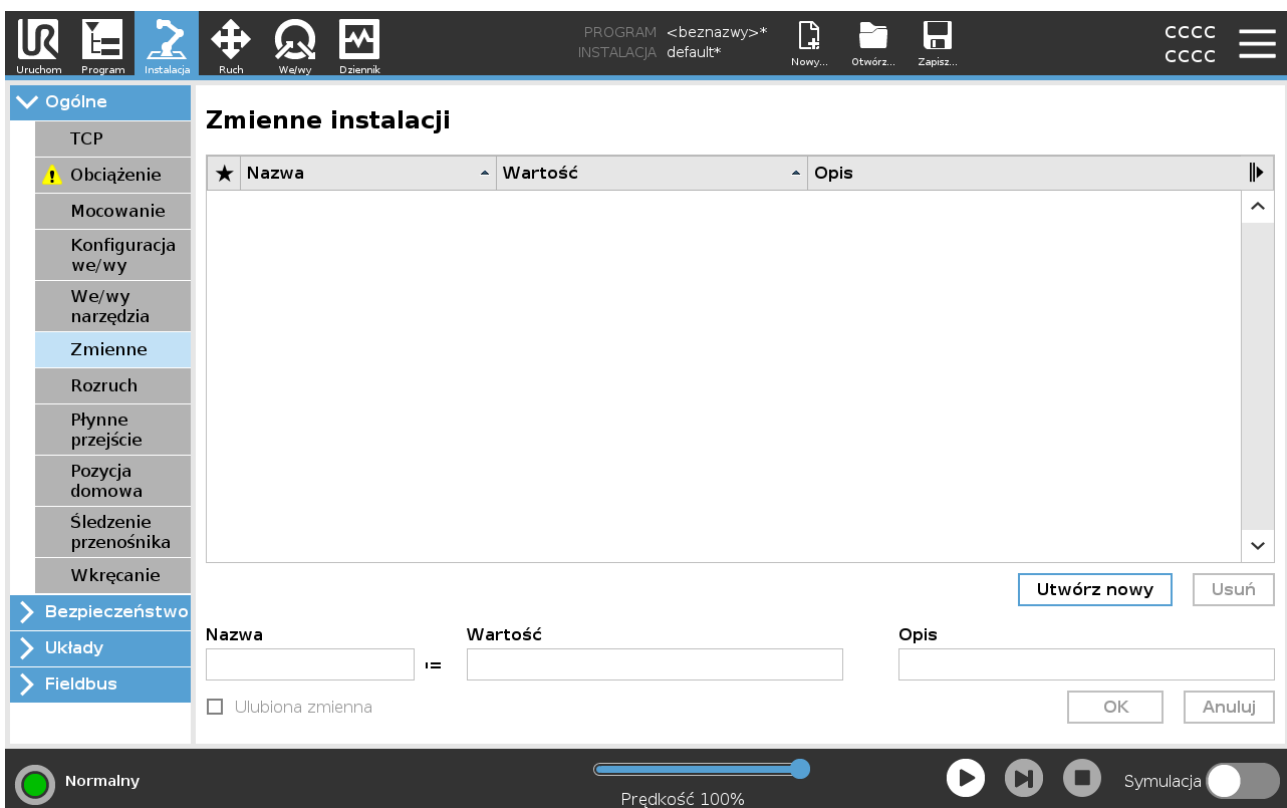 UR
PROGRAM <beznazwy>*
INSTALACJA default*
CCCC
CCCC
Uruchom Program Instalacja Ruch We/wy Dziennik Nowy... Otwórz... Zapisz...
Ogólne
TCP
Obciążenie
Mocowanie
Konfiguracja
we/wy
We/wy
narzędzia
Zmienne
Rozruch
Płynne
przejście
Pozycja
domowa
Śledzenie
przenośnika
Wkręcanie
Bezpieczeństwo
Układy
Fieldbus
Zmienne instalacji
★ Nazwa Wartość Opis
Utwórz nowy Usuń
Nazwa Wartość Opis
:=
Ulubiona zmienna OK Anuluj
Normalny
Prędkość 100%
Symulacja